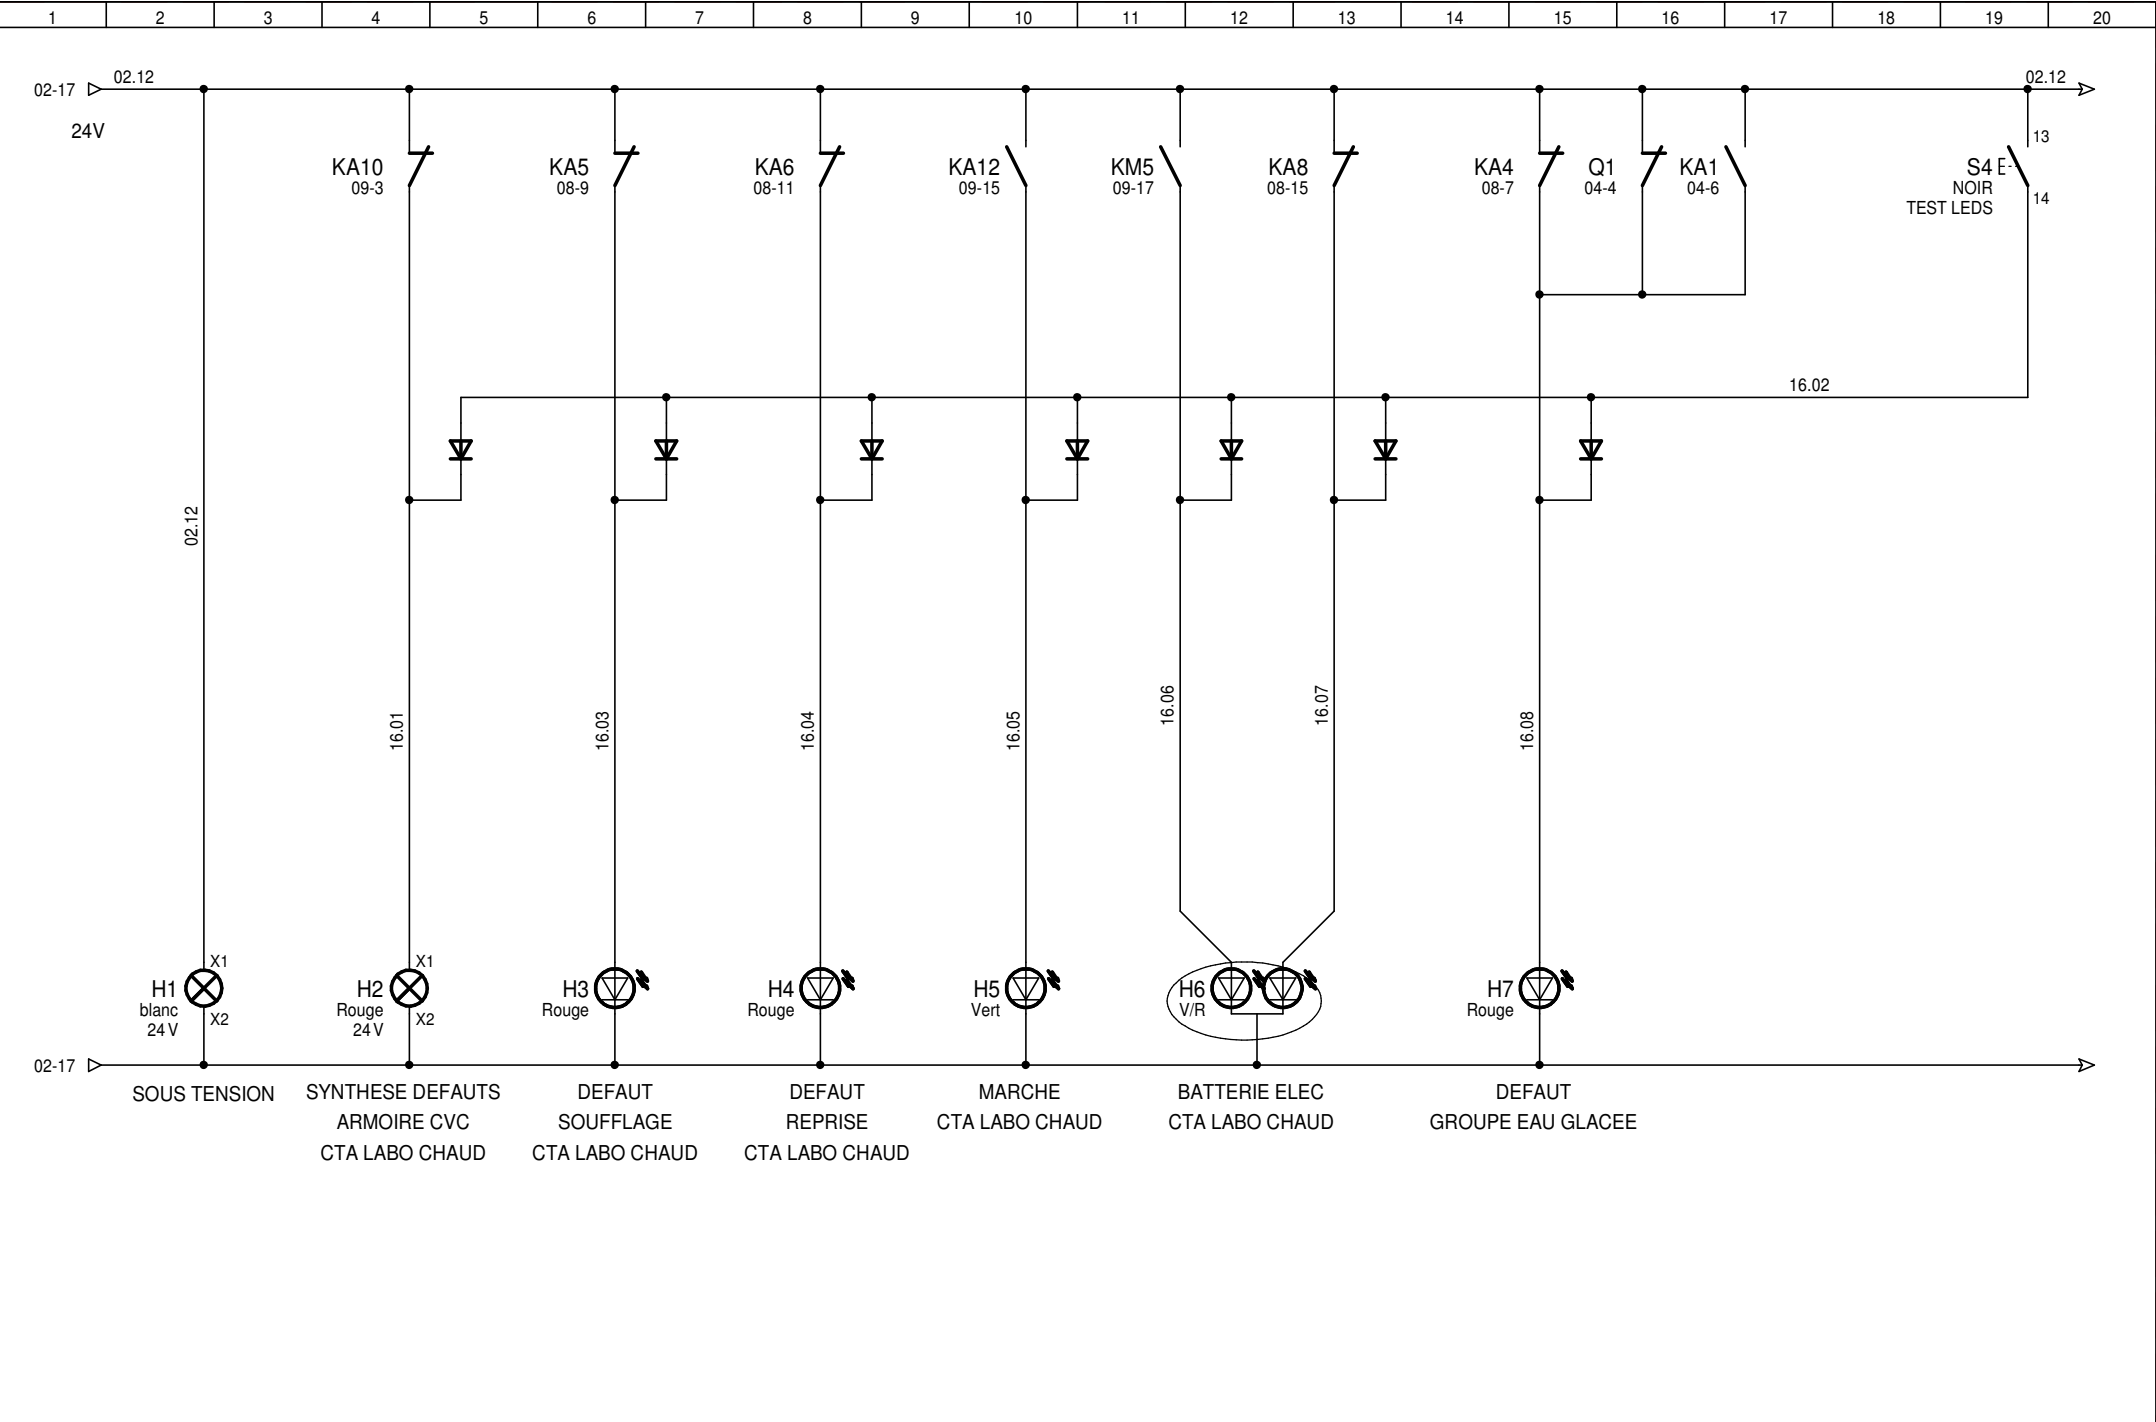 1 2 3 4 5 6 7 8 9 10 11 12 13 14 15 16 17 18 19 20
02-17 02.12 02.12
24V
KA10
09-3
KA5
08-9
KA6
08-11
KA12
09-15
KM5
09-17
KA8
08-15
KA4
08-7
Q1
04-4
KA1
04-6
13
S4
NOIR
TEST LEDS
14
16.02
02.12
16.01
16.03
16.04
16.05
16.06
16.07
16.08
X1
H1
blanc
24 V
X2
X1
H2
Rouge
24 V
X2
H3
Rouge
H4
Rouge
H5
Vert
H6
V/R
H7
Rouge
02-17
SOUS TENSION
SYNTHESE DEFAUTS
ARMOIRE CVC
CTA LABO CHAUD
DEFAUT
SOUFFLAGE
CTA LABO CHAUD
DEFAUT
REPRISE
CTA LABO CHAUD
MARCHE
CTA LABO CHAUD
BATTERIE ELEC
CTA LABO CHAUD
DEFAUT
GROUPE EAU GLACEE